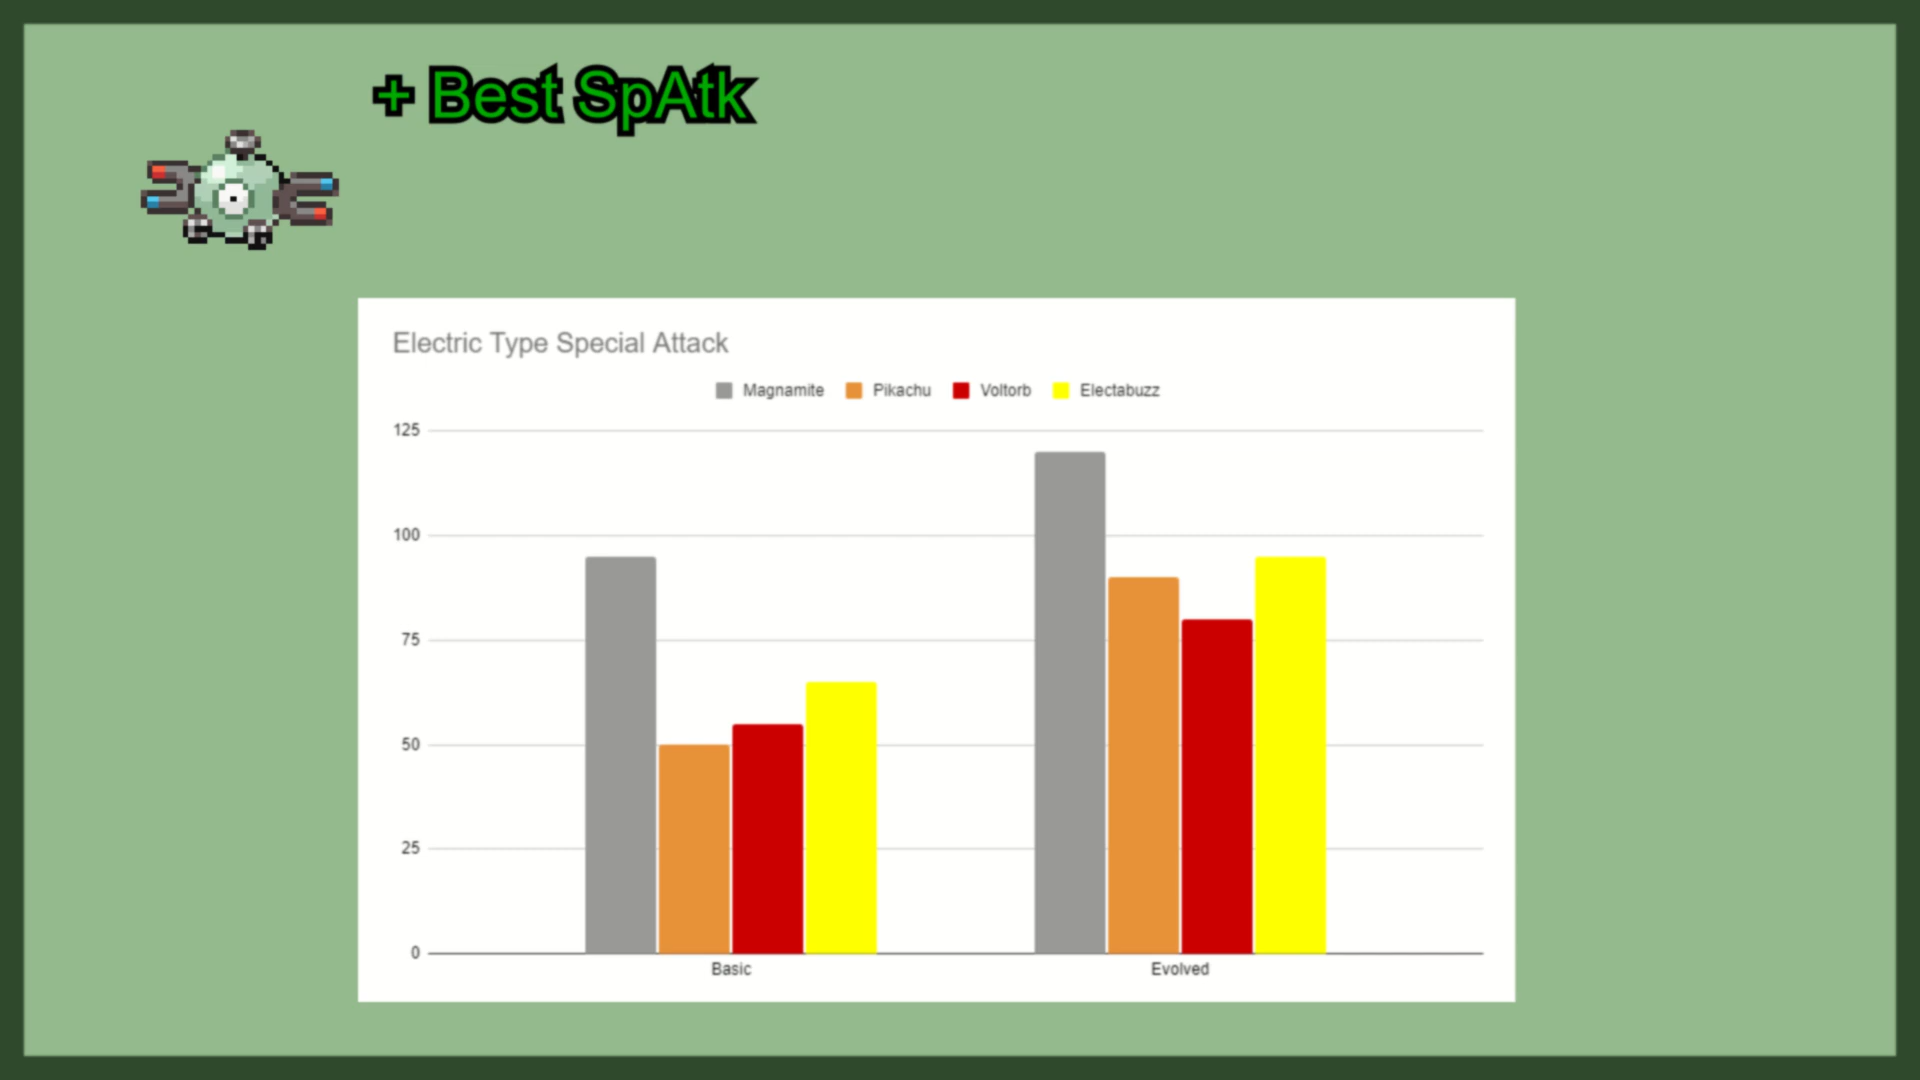 + Best SpAtk
Electric Type Special Attack
Magnamite Pikachu Voltorb Electabuzz
125
100
75
50
25
0
Basic Evolved